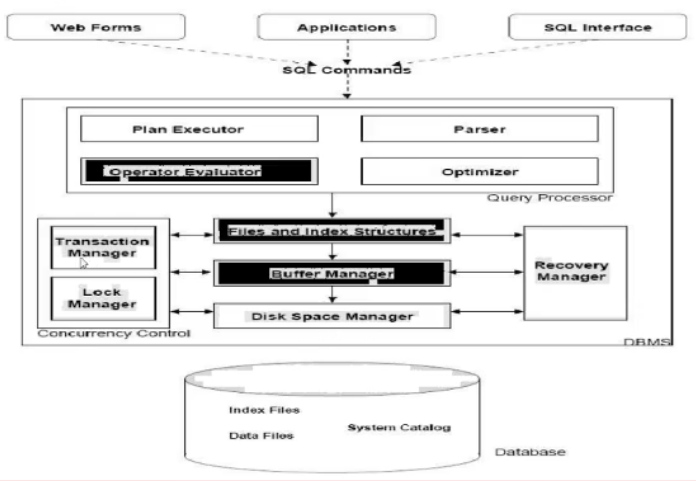 Web Forms
Applications
SQL Interface
SQL Commands
Plan Executor
Parser
Operator Evaluator
Optimizer
Query Processor
Files and Index Structures
Transaction
Manager
Buffer Manager
Recovery
Manager
Lock
Manager
Disk Space Manager
Concurrency Control
DBMS
Index Files
System Catalog
Data Files
Database